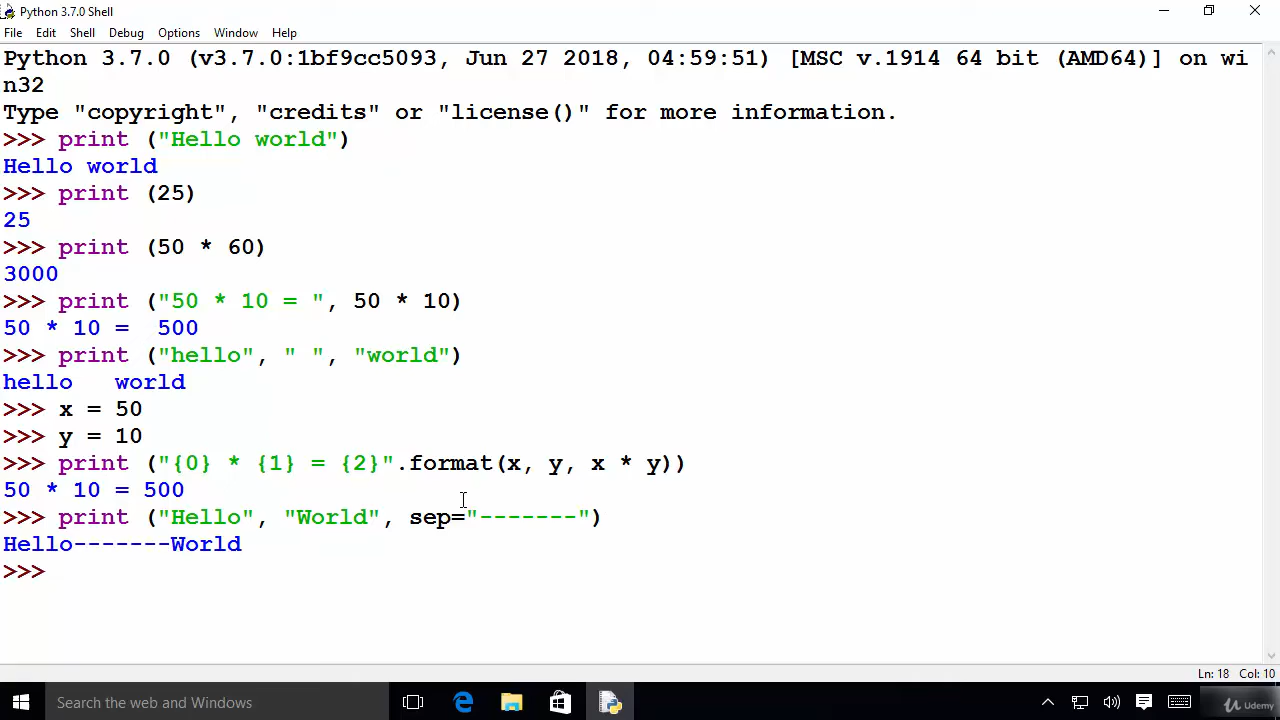 Python 3.7.0 Shell
File Edit Shell Debug Options Window Help
Python 3.7.0 (v3.7.0:1bf9cc5093, Jun 27 2018, 04:59:51) [MSC v.1914 64 bit (AMD64)] on wi
n32
Type "copyright", "credits" or "license()" for more information.
>>> print ("Hello world")
Hello world
>>> print (25)
25
>>> print (50 * 60)
3000
>>> print ("50 * 10 = ", 50 * 10)
50 * 10 =  500
>>> print ("hello", " ", "world")
hello   world
>>> x = 50
>>> y = 10
>>> print ("{0} * {1} = {2}".format(x, y, x * y))
50 * 10 = 500
>>> print ("Hello", "World", sep="-------")
Hello-------World
>>>
Ln: 18 Col: 10
Search the web and Windows
Udemy